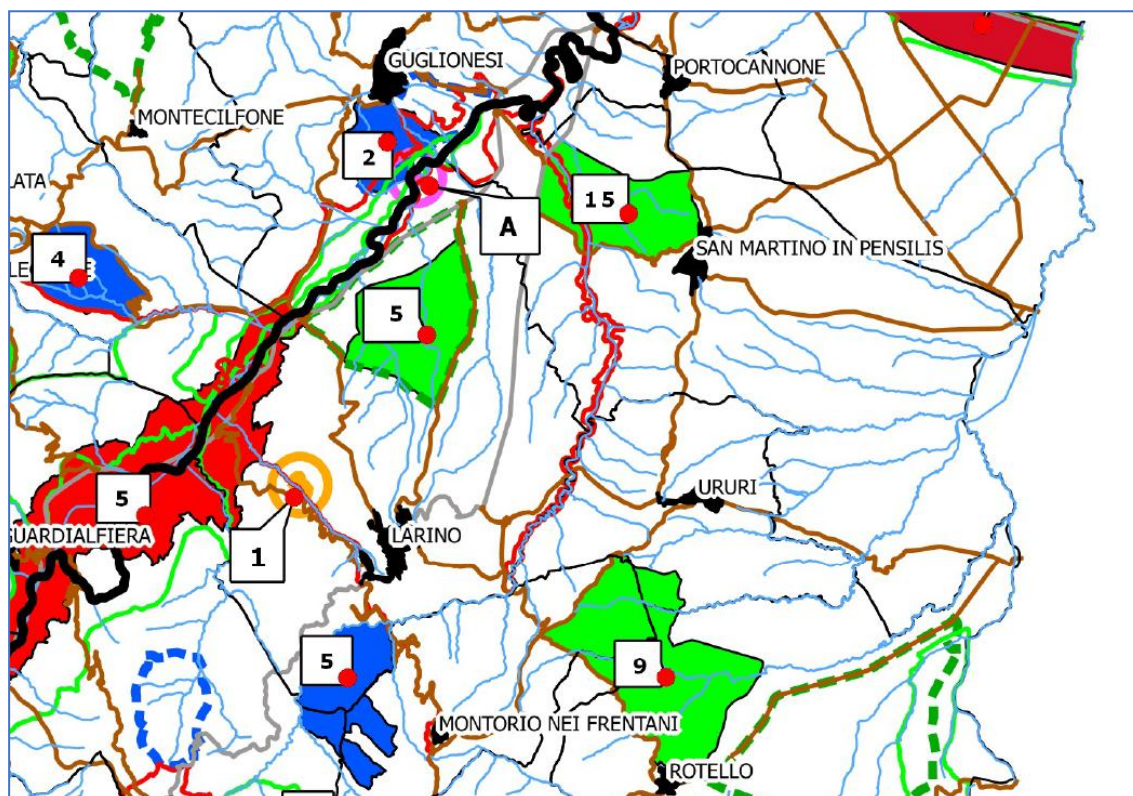 GUGLIONESI
PORTOCANNONE
MONTECILFONE
2
LATA
15
A
SAN MARTINO IN PENSILIS
4
5
5
URURI
GUARDIALFIERA
1
LARINO
5
9
MONTORIO NEI FRENTANI
ROTELLO